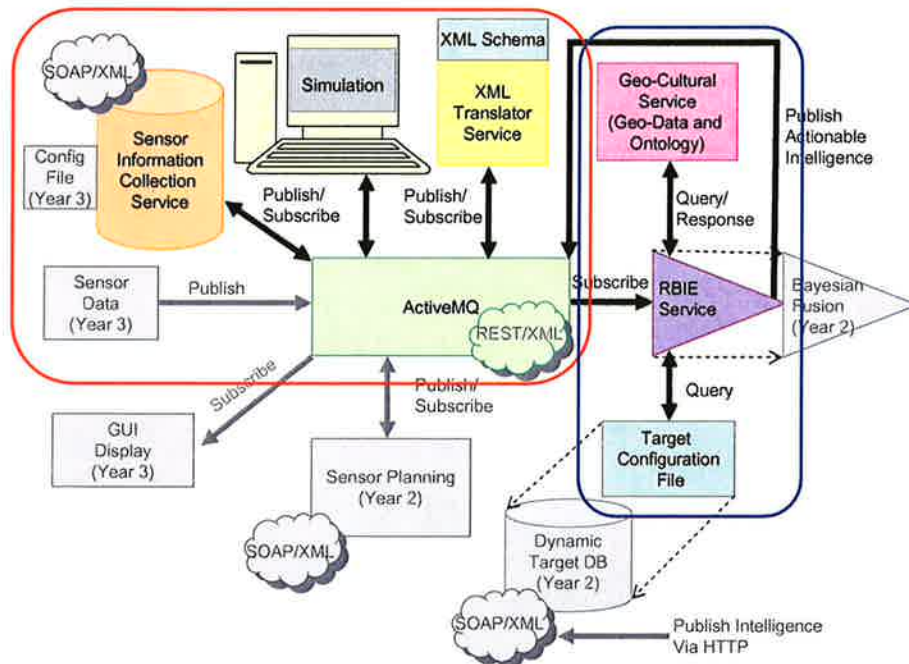 SOAP/XML
Sensor
Information
Collection
Service
Config
File
(Year 3)
Simulation
XML Schema
XML
Translator
Service
Geo-Cultural
Service
(Geo-Data and
Ontology)
Publish
Actionable
Intelligence
Publish/
Subscribe
Publish/
Subscribe
Query/
Response
Sensor
Data
(Year 3)
Publish
ActiveMQ
REST/XML
Subscribe
RBIE
Service
Bayesian
Fusion
(Year 2)
Subscribe
Publish/
Subscribe
Query
GUI
Display
(Year 3)
Sensor Planning
(Year 2)
SOAP/XML
Target
Configuration
File
Dynamic
Target DB
(Year 2)
SOAP/XML
Publish Intelligence
Via HTTP